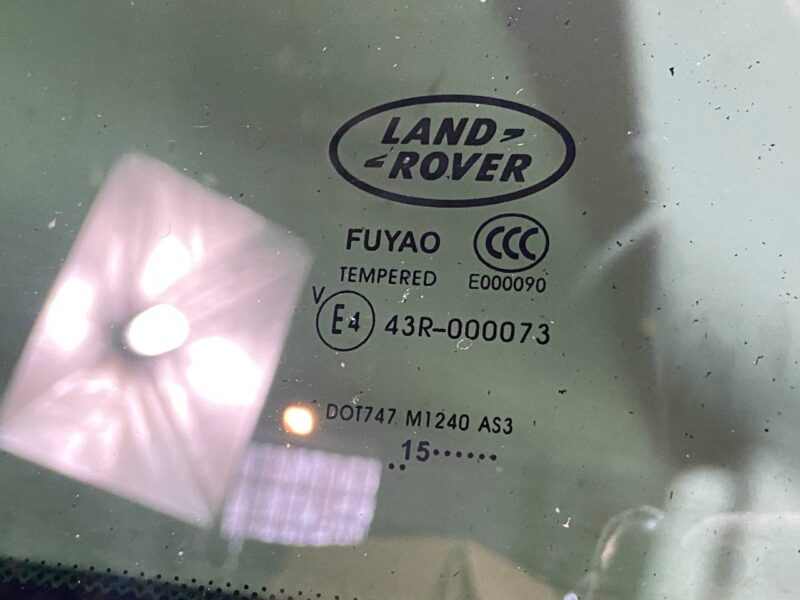 LAND
ROVER
FUYAO CCC
TEMPERED E000090
V
E4 43R-000073
DOT747 M1240 AS3
..15......